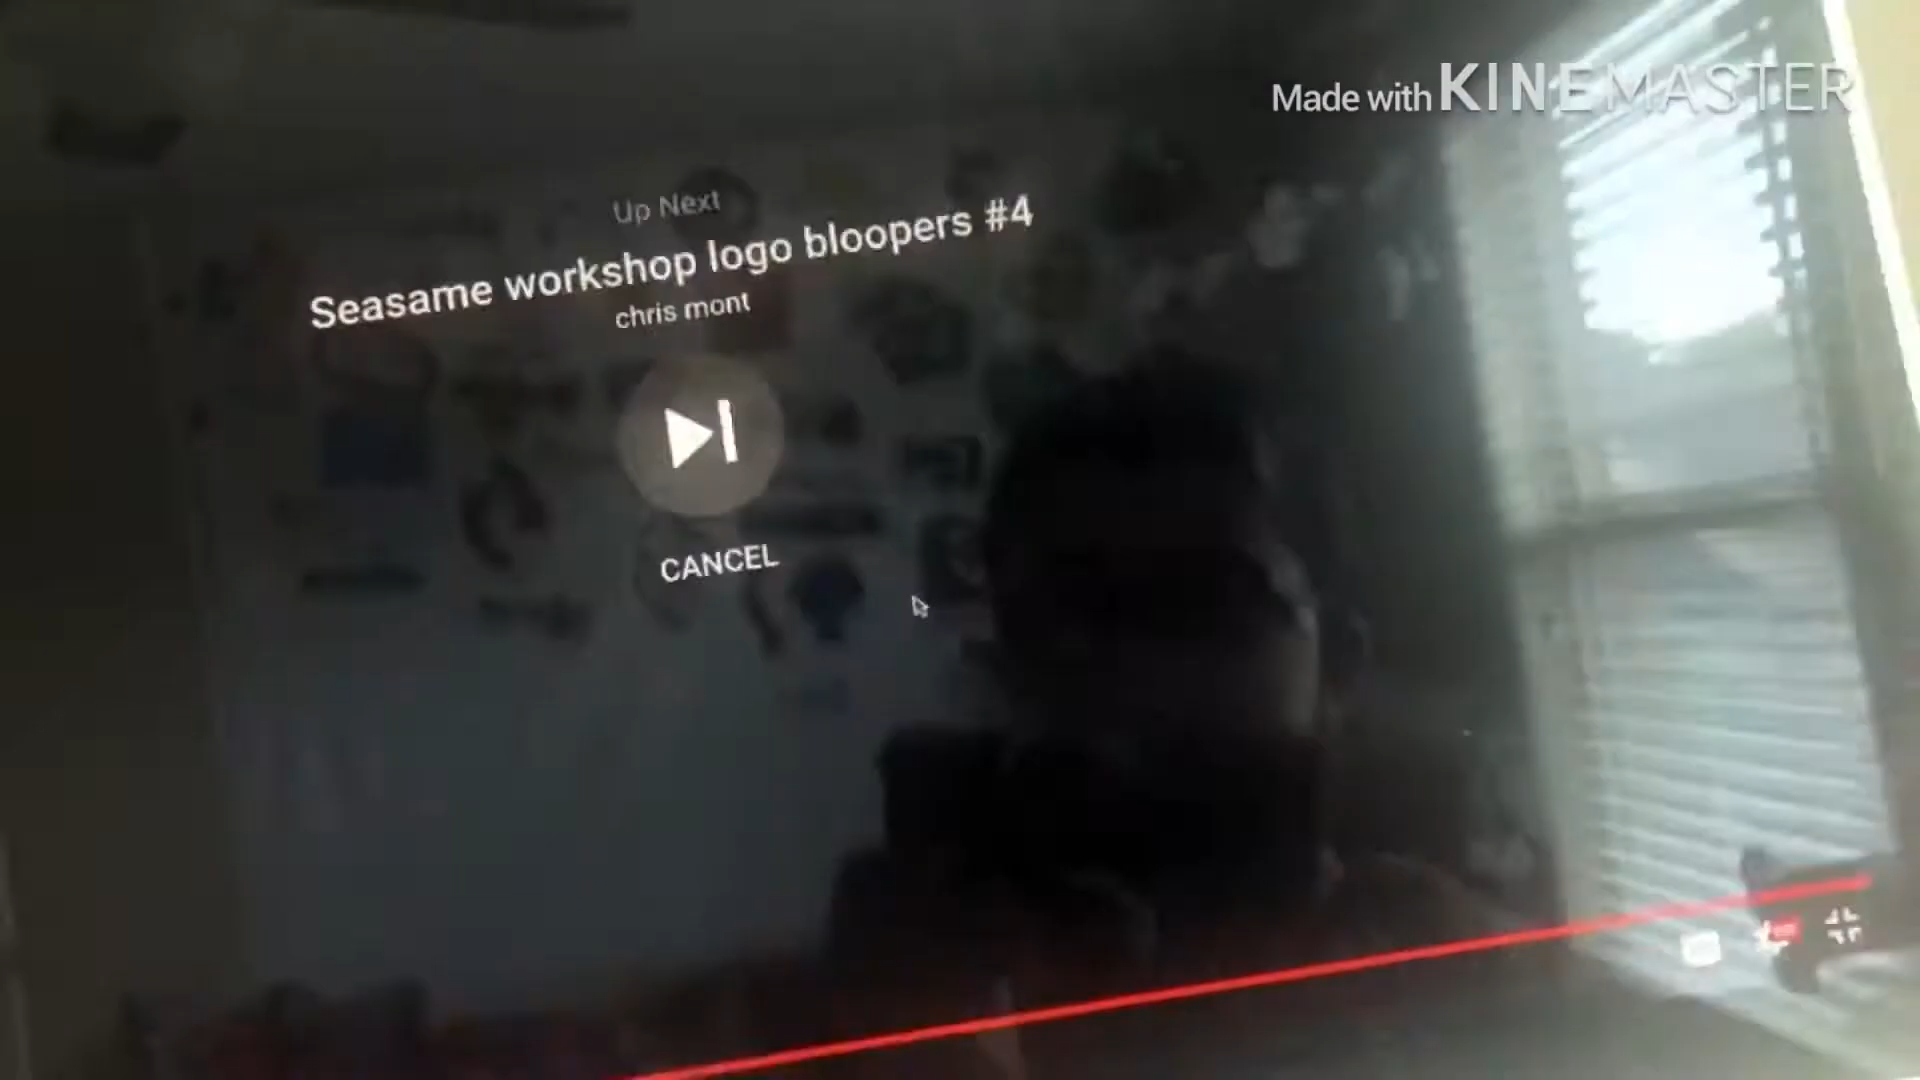 Made with KINEMASTER
Up Next
Seasame workshop logo bloopers #4
chris mont
CANCEL